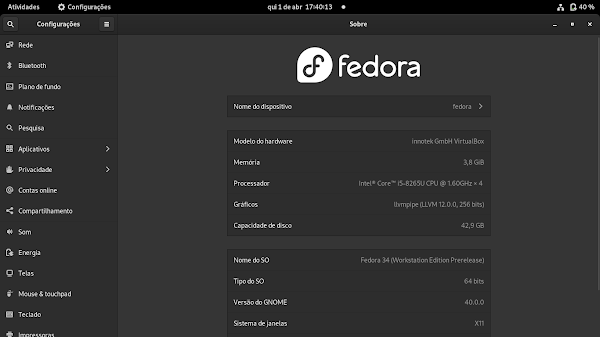 Atividades Configurações qui 1 de abr 17:40:13 40 %
Configurações Sobre
Rede
Bluetooth
Plano de fundo
Notificações
Pesquisa
Aplicativos
Privacidade
Contas online
Compartilhamento
Som
Energia
Telas
Mouse & touchpad
Teclado
Impressoras
fedora
Nome do dispositivo fedora
Modelo do hardware innotek GmbH VirtualBox
Memória 3,8 GiB
Processador Intel® Core™ i5-8265U CPU @ 1.60GHz × 4
Gráficos llvmpipe (LLVM 12.0.0, 256 bits)
Capacidade de disco 42,9 GB
Nome do SO Fedora 34 (Workstation Edition Prerelease)
Tipo do SO 64 bits
Versão do GNOME 40.0.0
Sistema de janelas X11